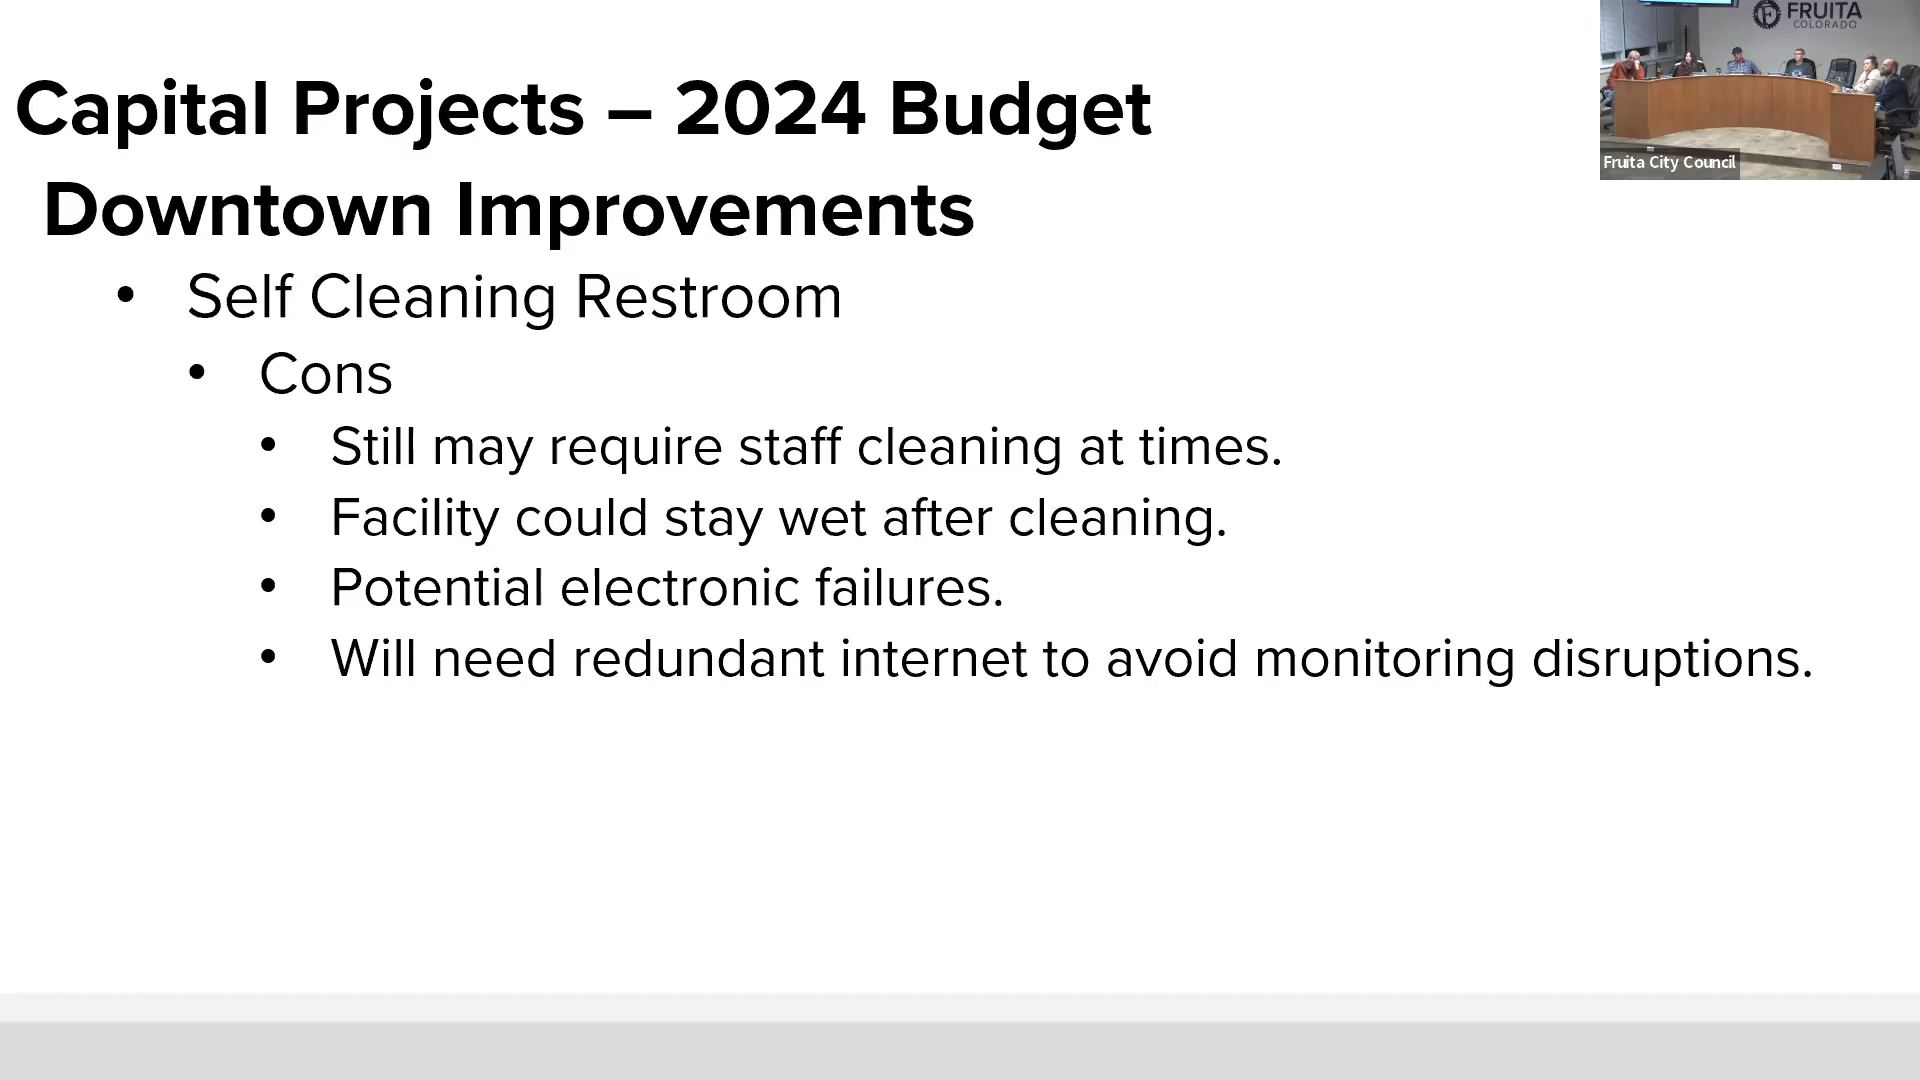 Capital Projects – 2024 Budget
Downtown Improvements
• Self Cleaning Restroom
• Cons
• Still may require staff cleaning at times.
• Facility could stay wet after cleaning.
• Potential electronic failures.
• Will need redundant internet to avoid monitoring disruptions.
FRUITA
COLORADO
Fruita City Council